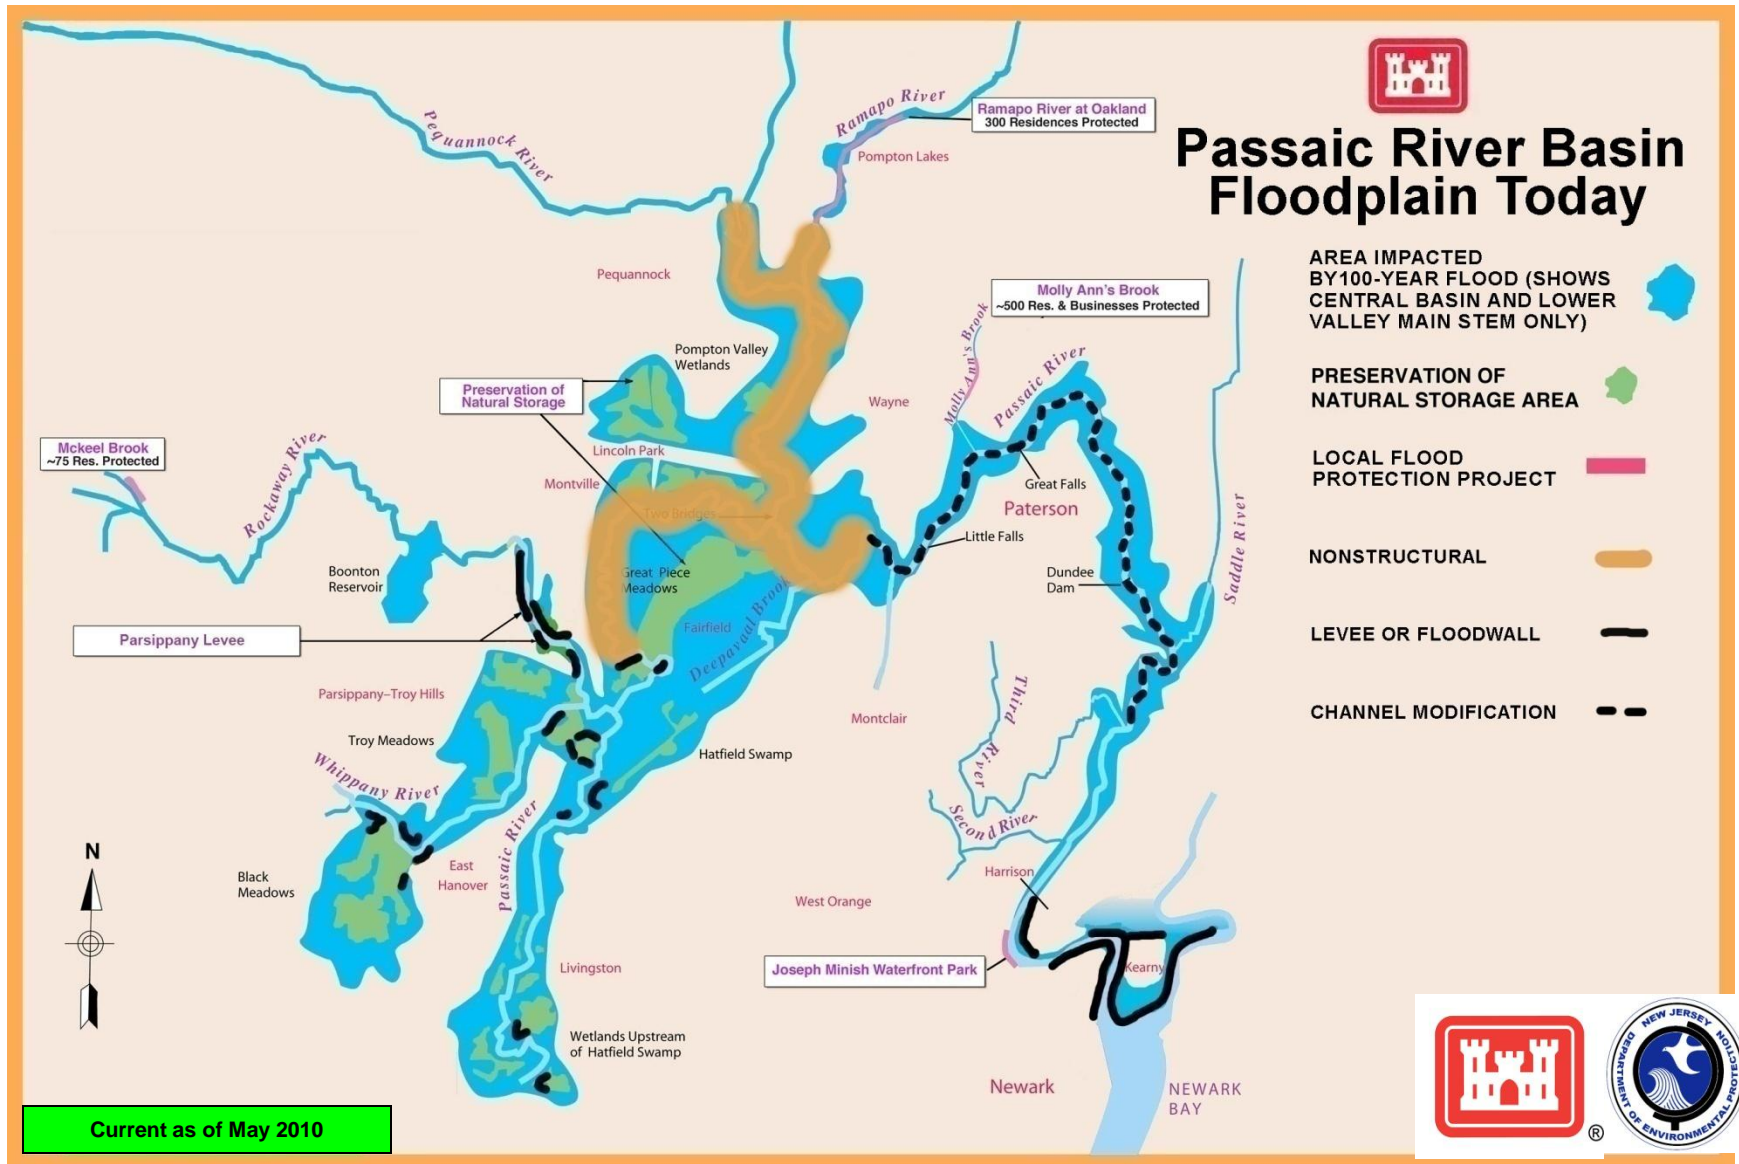 Passaic River Basin
Floodplain Today
AREA IMPACTED
BY100-YEAR FLOOD (SHOWS
CENTRAL BASIN AND LOWER
VALLEY MAIN STEM ONLY)
PRESERVATION OF
NATURAL STORAGE AREA
LOCAL FLOOD
PROTECTION PROJECT
NONSTRUCTURAL
LEVEE OR FLOODWALL
CHANNEL MODIFICATION
Pequannock River
Ramapo River
Ramapo River at Oakland
300 Residences Protected
Pompton Lakes
Pequannock
Molly Ann's Brook
~500 Res. & Businesses Protected
Molly Ann's Brook
Passaic River
Pompton Valley
Wetlands
Preservation of
Natural Storage
Wayne
Mckeel Brook
~75 Res. Protected
Rockaway River
Lincoln Park
Montville
Two Bridges
Great Falls
Paterson
Little Falls
Saddle River
Boonton
Reservoir
Great Piece
Meadows
Dundee
Dam
Fairfield
Deepavaal Brook
Parsippany Levee
Parsippany–Troy Hills
Troy Meadows
Montclair
Third
River
Hatfield Swamp
Whippany River
Passaic River
Second River
East
Hanover
Harrison
Black
Meadows
West Orange
Livingston
Joseph Minish Waterfront Park
Kearny
Wetlands Upstream
of Hatfield Swamp
Newark
NEWARK
BAY
N
Current as of May 2010
®
NEW JERSEY
DEPARTMENT OF ENVIRONMENTAL PROTECTION